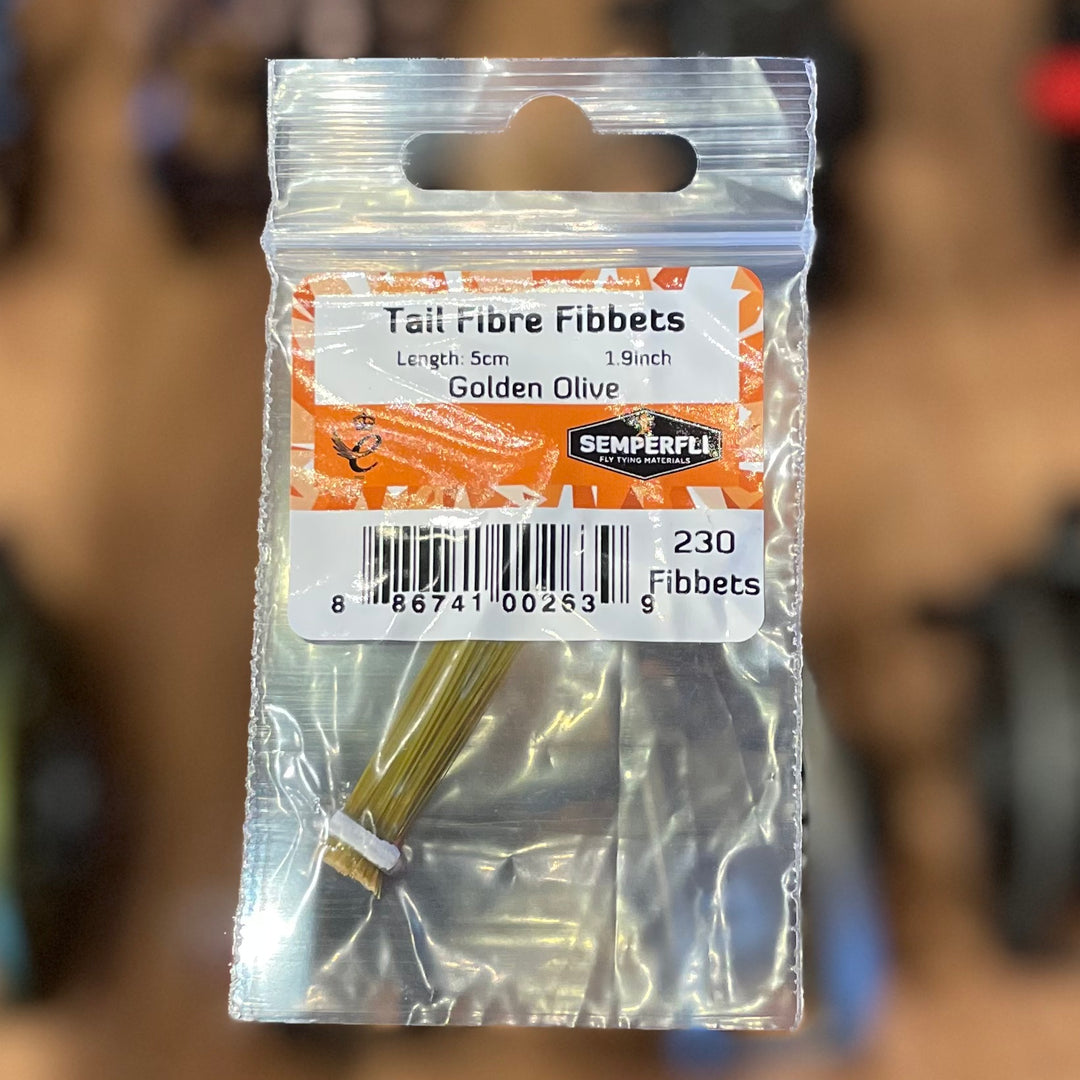 Tail Fibre Fibbets
Length: 5cm 1.9inch
Golden Olive
SEMPERFLI
FLY TYING MATERIALS
230
Fibbets
8 86741 00263 9